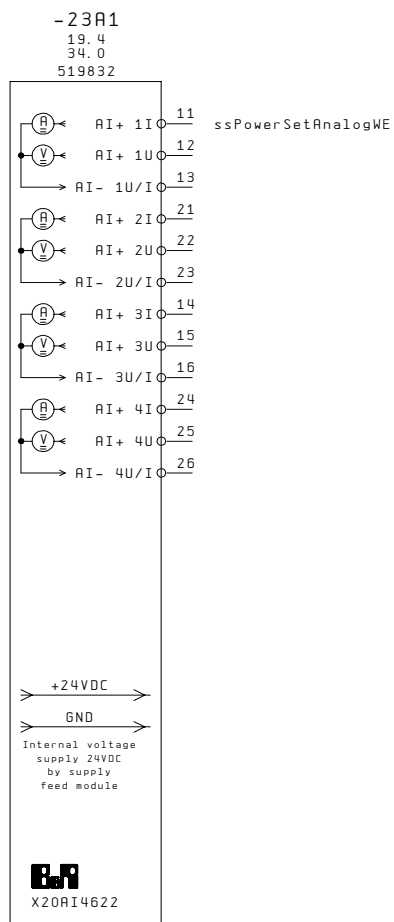 -23A1
19.4
34.0
519832
A AI+ 1I 11 ssPowerSetAnalogWE
V AI+ 1U 12
AI- 1U/I 13
A AI+ 2I 21
V AI+ 2U 22
AI- 2U/I 23
A AI+ 3I 14
V AI+ 3U 15
AI- 3U/I 16
A AI+ 4I 24
V AI+ 4U 25
AI- 4U/I 26
+24VDC
GND
Internal voltage
supply 24VDC
by supply
feed module
B&R
X20AI4622